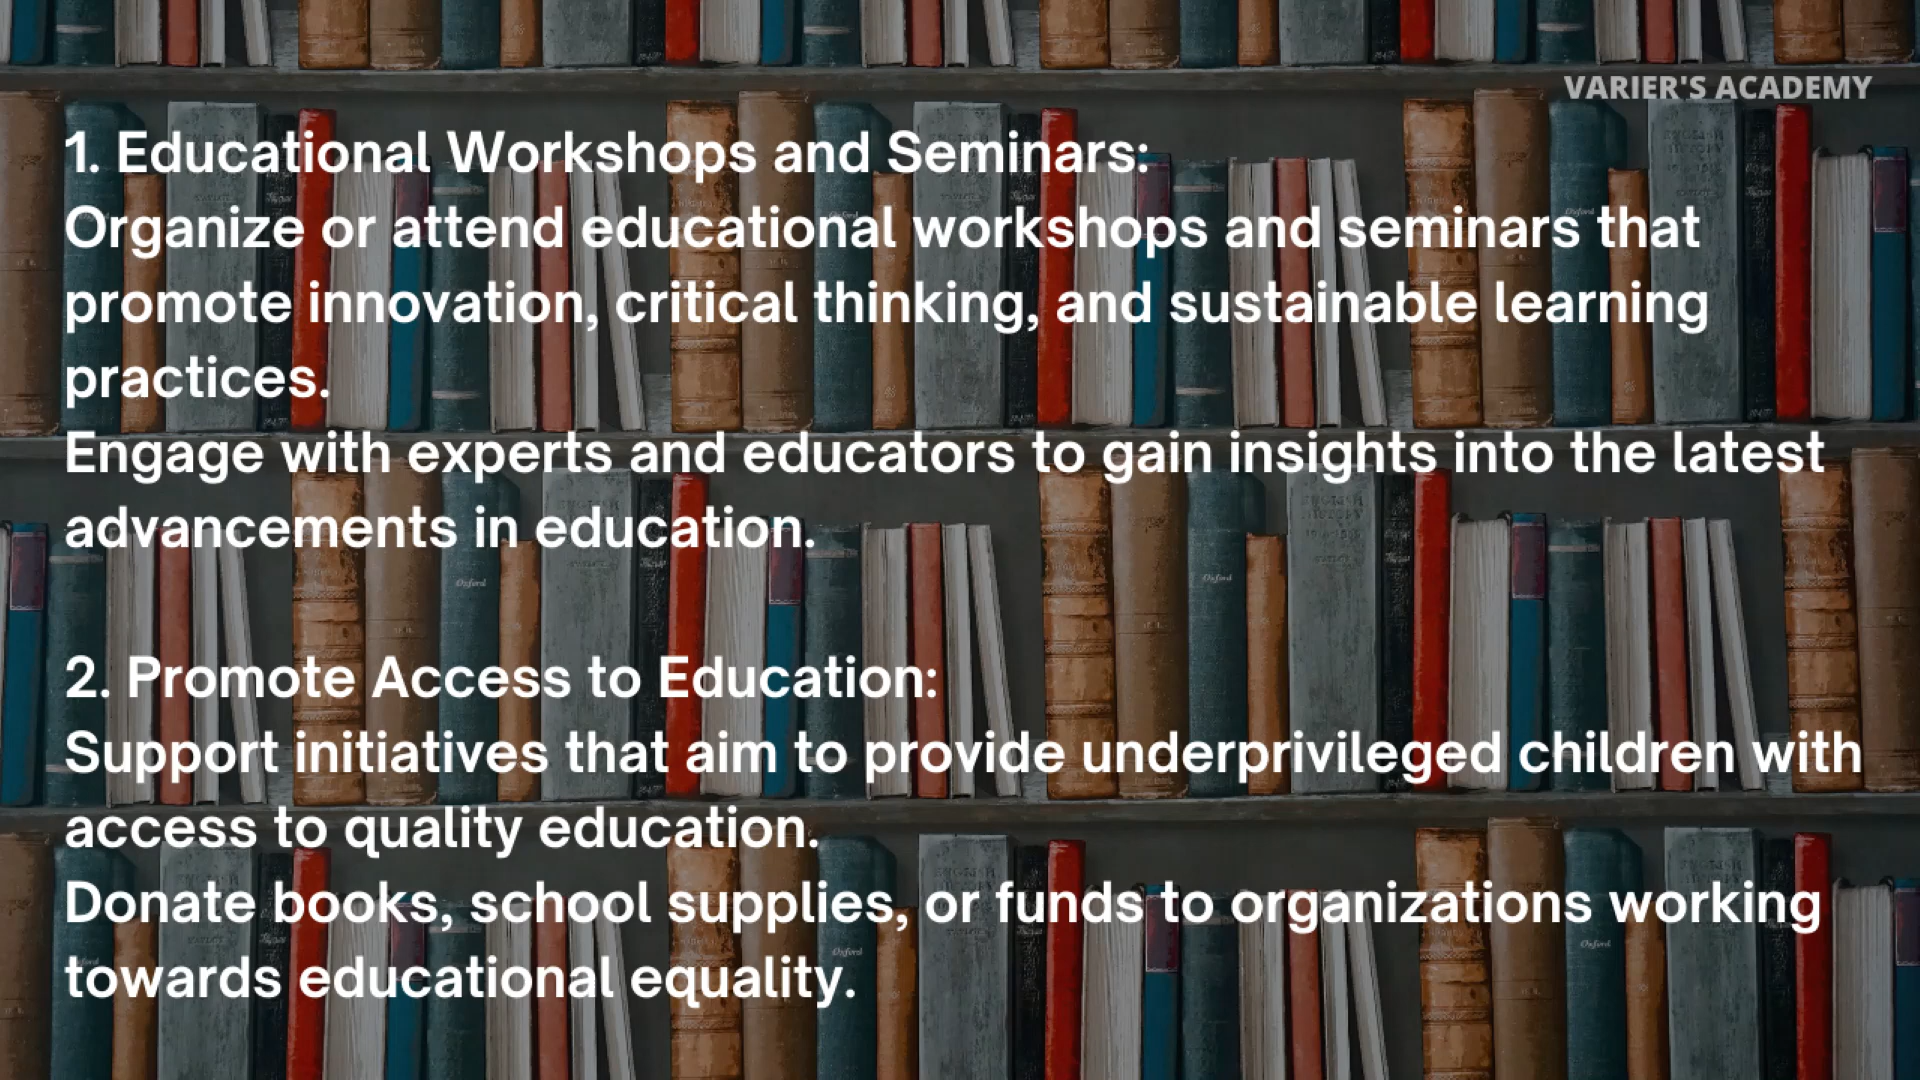 VARIER'S ACADEMY
1. Educational Workshops and Seminars:
Organize or attend educational workshops and seminars that
promote innovation, critical thinking, and sustainable learning
practices.
Engage with experts and educators to gain insights into the latest
advancements in education.
2. Promote Access to Education:
Support initiatives that aim to provide underprivileged children with
access to quality education.
Donate books, school supplies, or funds to organizations working
towards educational equality.